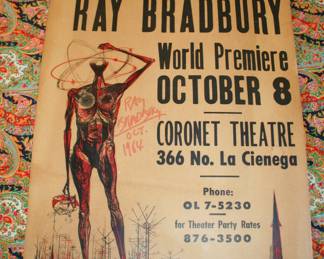 RAY BRADBURY
World Premiere
OCTOBER 8
RAY
BRADBURY
OCT.
1964
CORONET THEATRE
366 No. La Cienega
Phone:
OL 7-5230
for Theater Party Rates
876-3500